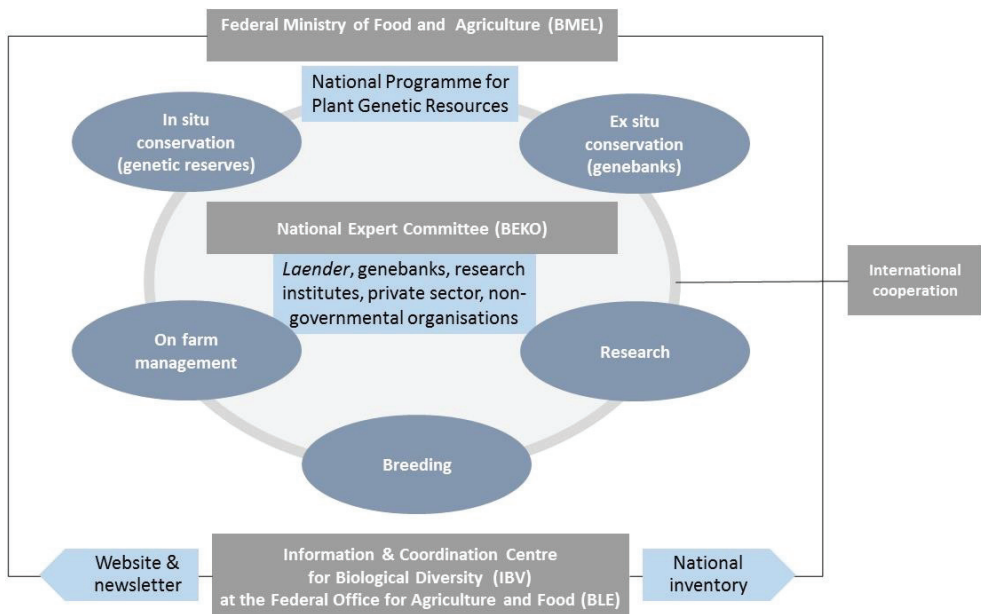 Federal Ministry of Food and Agriculture (BMEL)
National Programme for
Plant Genetic Resources
In situ
conservation
(genetic reserves)
Ex situ
conservation
(genebanks)
National Expert Committee (BEKO)
Laender, genebanks, research
institutes, private sector, non-
governmental organisations
International
cooperation
On farm
management
Research
Breeding
Website &
newsletter
Information & Coordination Centre
for Biological Diversity (IBV)
at the Federal Office for Agriculture and Food (BLE)
National
inventory